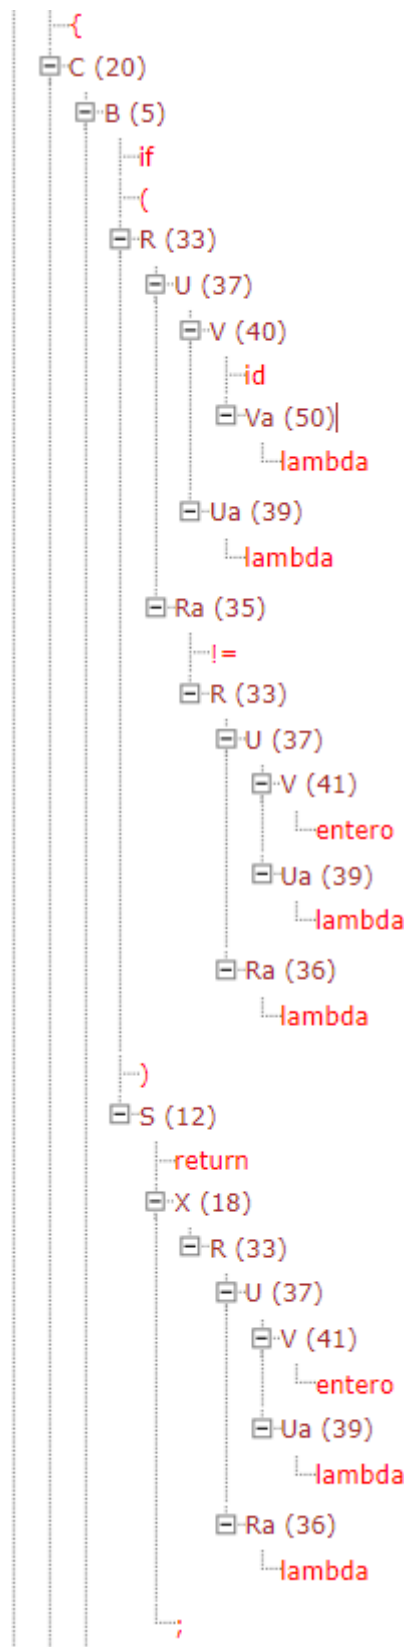 {
C (20)
B (5)
if
(
R (33)
U (37)
V (40)
id
Va (50)
lambda
Ua (39)
lambda
Ra (35)
!=
R (33)
U (37)
V (41)
entero
Ua (39)
lambda
Ra (36)
lambda
)
S (12)
return
X (18)
R (33)
U (37)
V (41)
entero
Ua (39)
lambda
Ra (36)
lambda
;